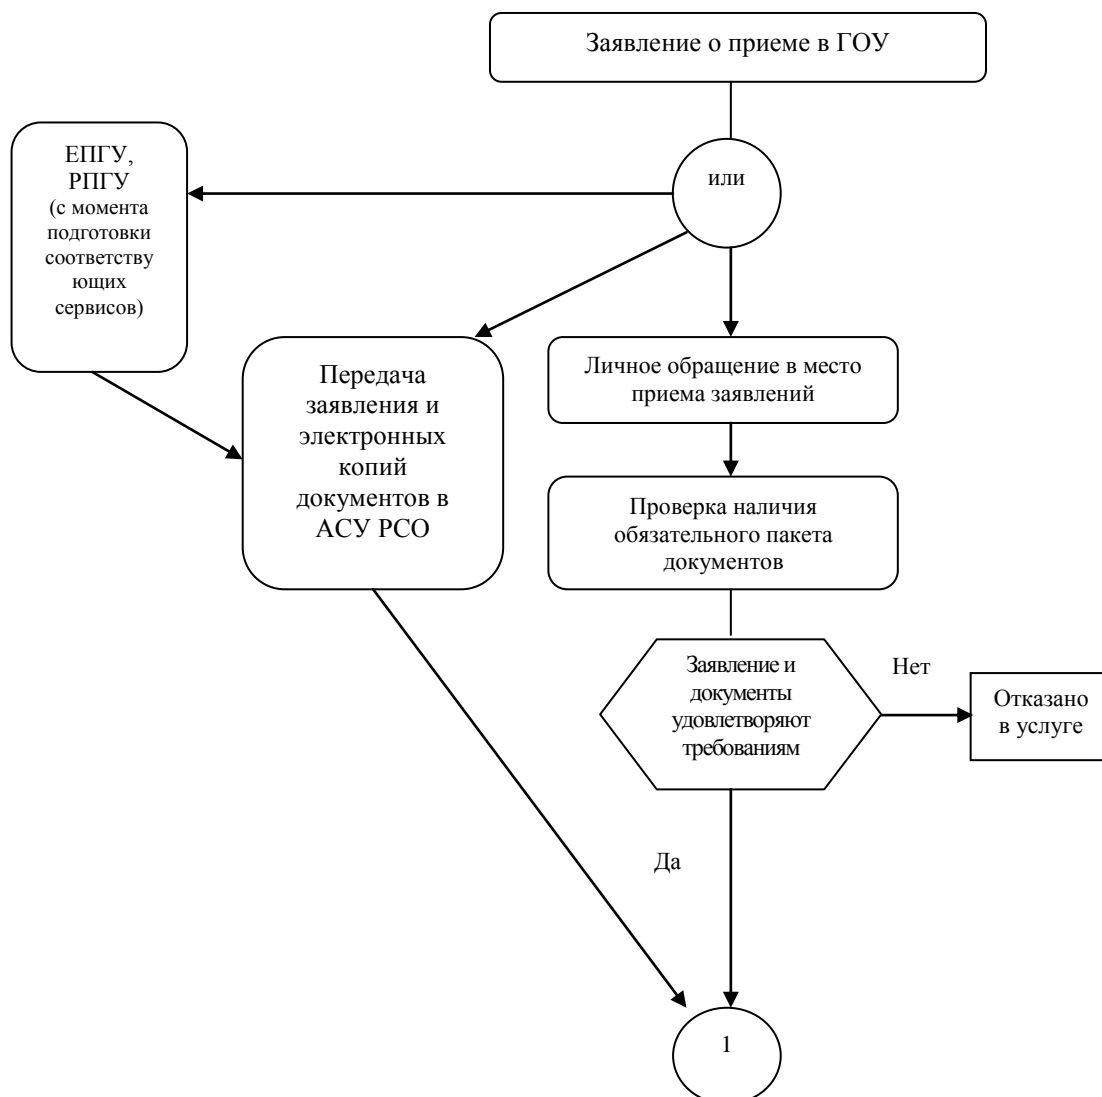 Заявление о приеме в ГОУ
или
ЕПГУ,
РПГУ
(с момента
подготовки
соответству
ющих
сервисов)
Передача
заявления и
электронных
копий
документов в
АСУ РСО
Личное обращение в место
приема заявлений
Проверка наличия
обязательного пакета
документов
Заявление и
документы
удовлетворяют
требованиям
Нет
Отказано
в услуге
Да
1